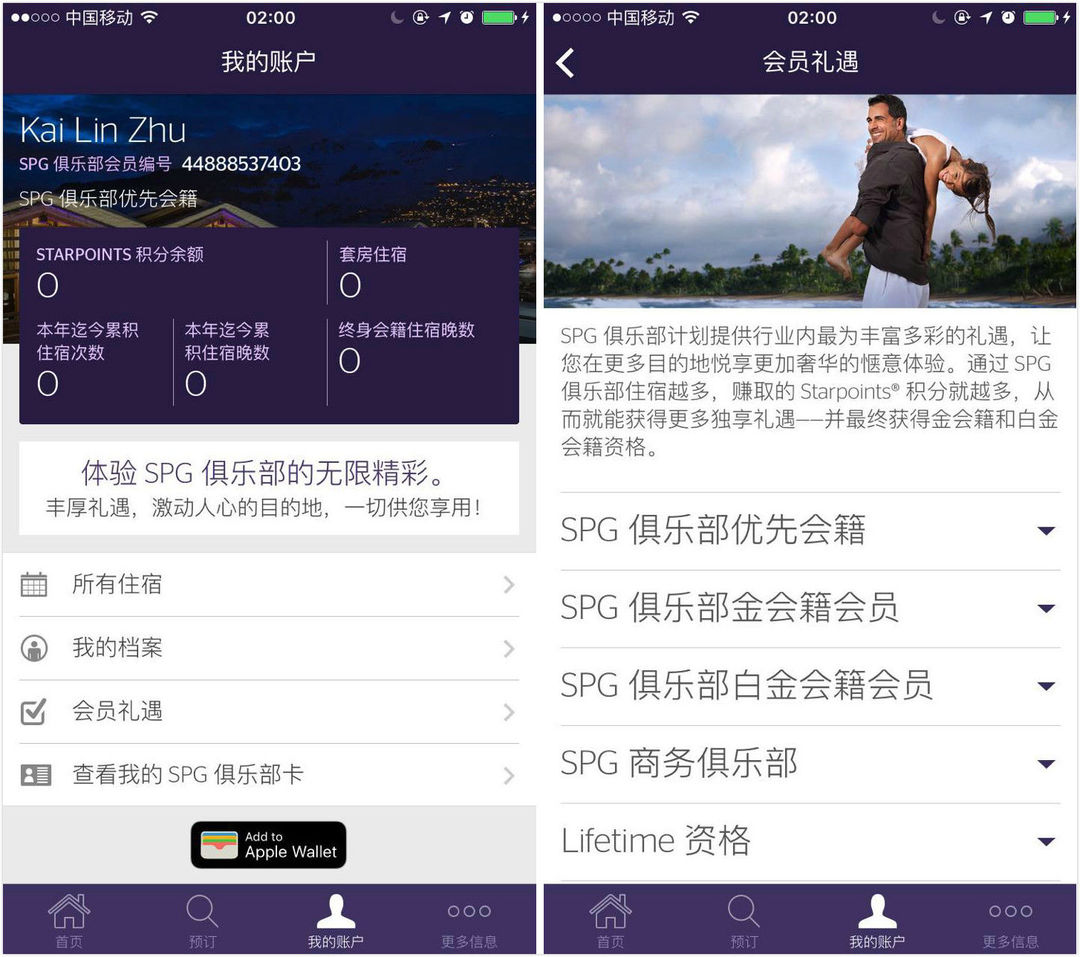 中国移动
02:00
我的账户
Kai Lin Zhu
SPG 俱乐部会员编号 44888537403
SPG 俱乐部优先会籍
STARPOINTS 积分余额
0
套房住宿
0
本年迄今累积
住宿次数
0
本年迄今累
积住宿晚数
0
终身会籍住宿晚数
0
体验 SPG 俱乐部的无限精彩。
丰厚礼遇，激动人心的目的地，一切供您享用！
所有住宿
我的档案
会员礼遇
查看我的 SPG 俱乐部卡
Add to
Apple Wallet
首页
预订
我的账户
更多信息
中国移动
02:00
会员礼遇
SPG 俱乐部计划提供行业内最为丰富多彩的礼遇，让
您在更多目的地悦享更加奢华的惬意体验。通过 SPG
俱乐部住宿越多，赚取的 Starpoints® 积分就越多，从
而就能获得更多独享礼遇——并最终获得金会籍和白金
会籍资格。
SPG 俱乐部优先会籍
SPG 俱乐部金会籍会员
SPG 俱乐部白金会籍会员
SPG 商务俱乐部
Lifetime 资格
首页
预订
我的账户
更多信息